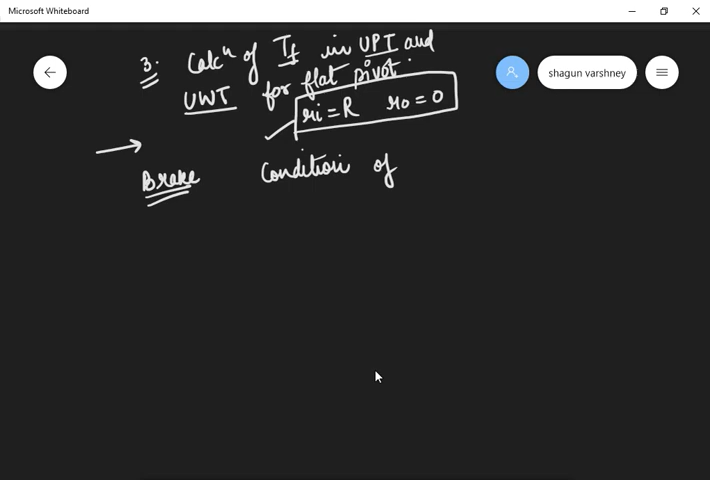 Microsoft Whiteboard
shagun varshney
3. Calcⁿ of Tf in UPT and
UWT for flat pivot.
ri = R ro = 0
→
Brake Condition of